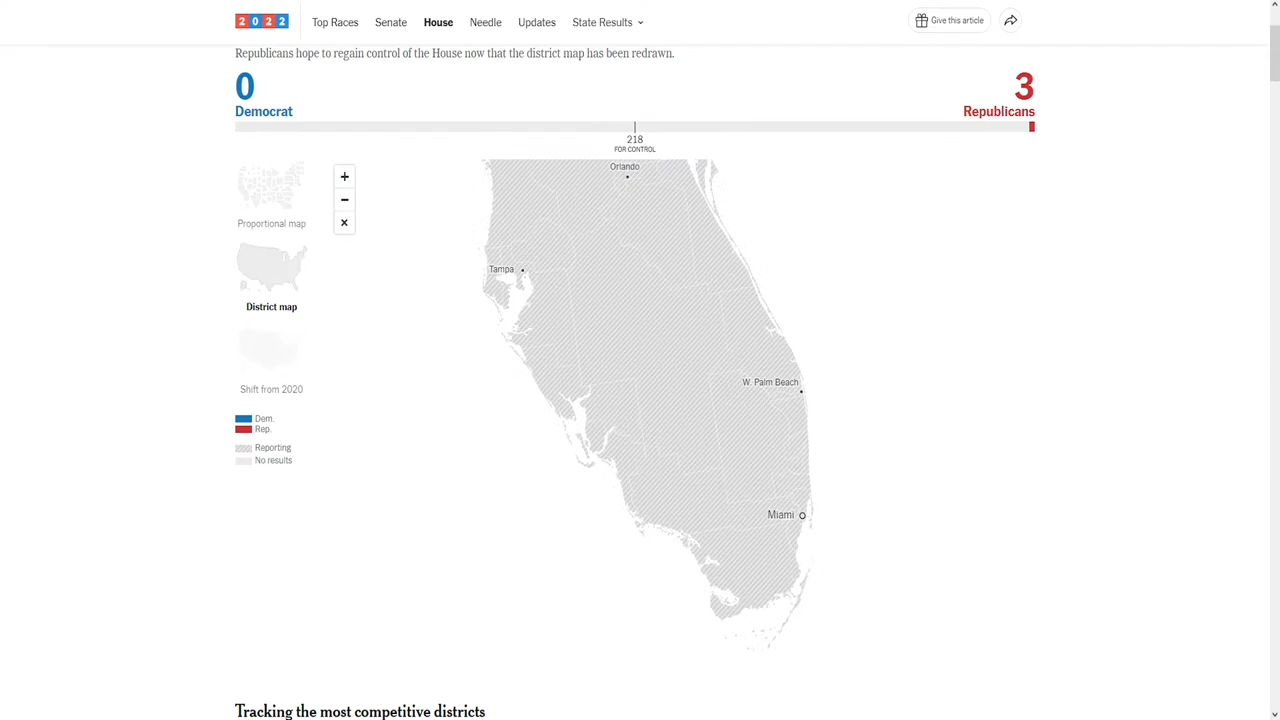 2022 Top Races Senate House Needle Updates State Results Give this article
Republicans hope to regain control of the House now that the district map has been redrawn.
0 3
Democrat Republicans
218
FOR CONTROL
Orlando
+
−
×
Proportional map
Tampa
District map
W. Palm Beach
Shift from 2020
Dem.
Rep.
Reporting
No results
Miami
Tracking the most competitive districts